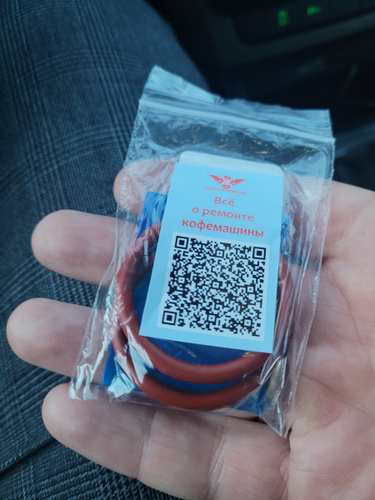 Всё
о ремонте
кофемашины